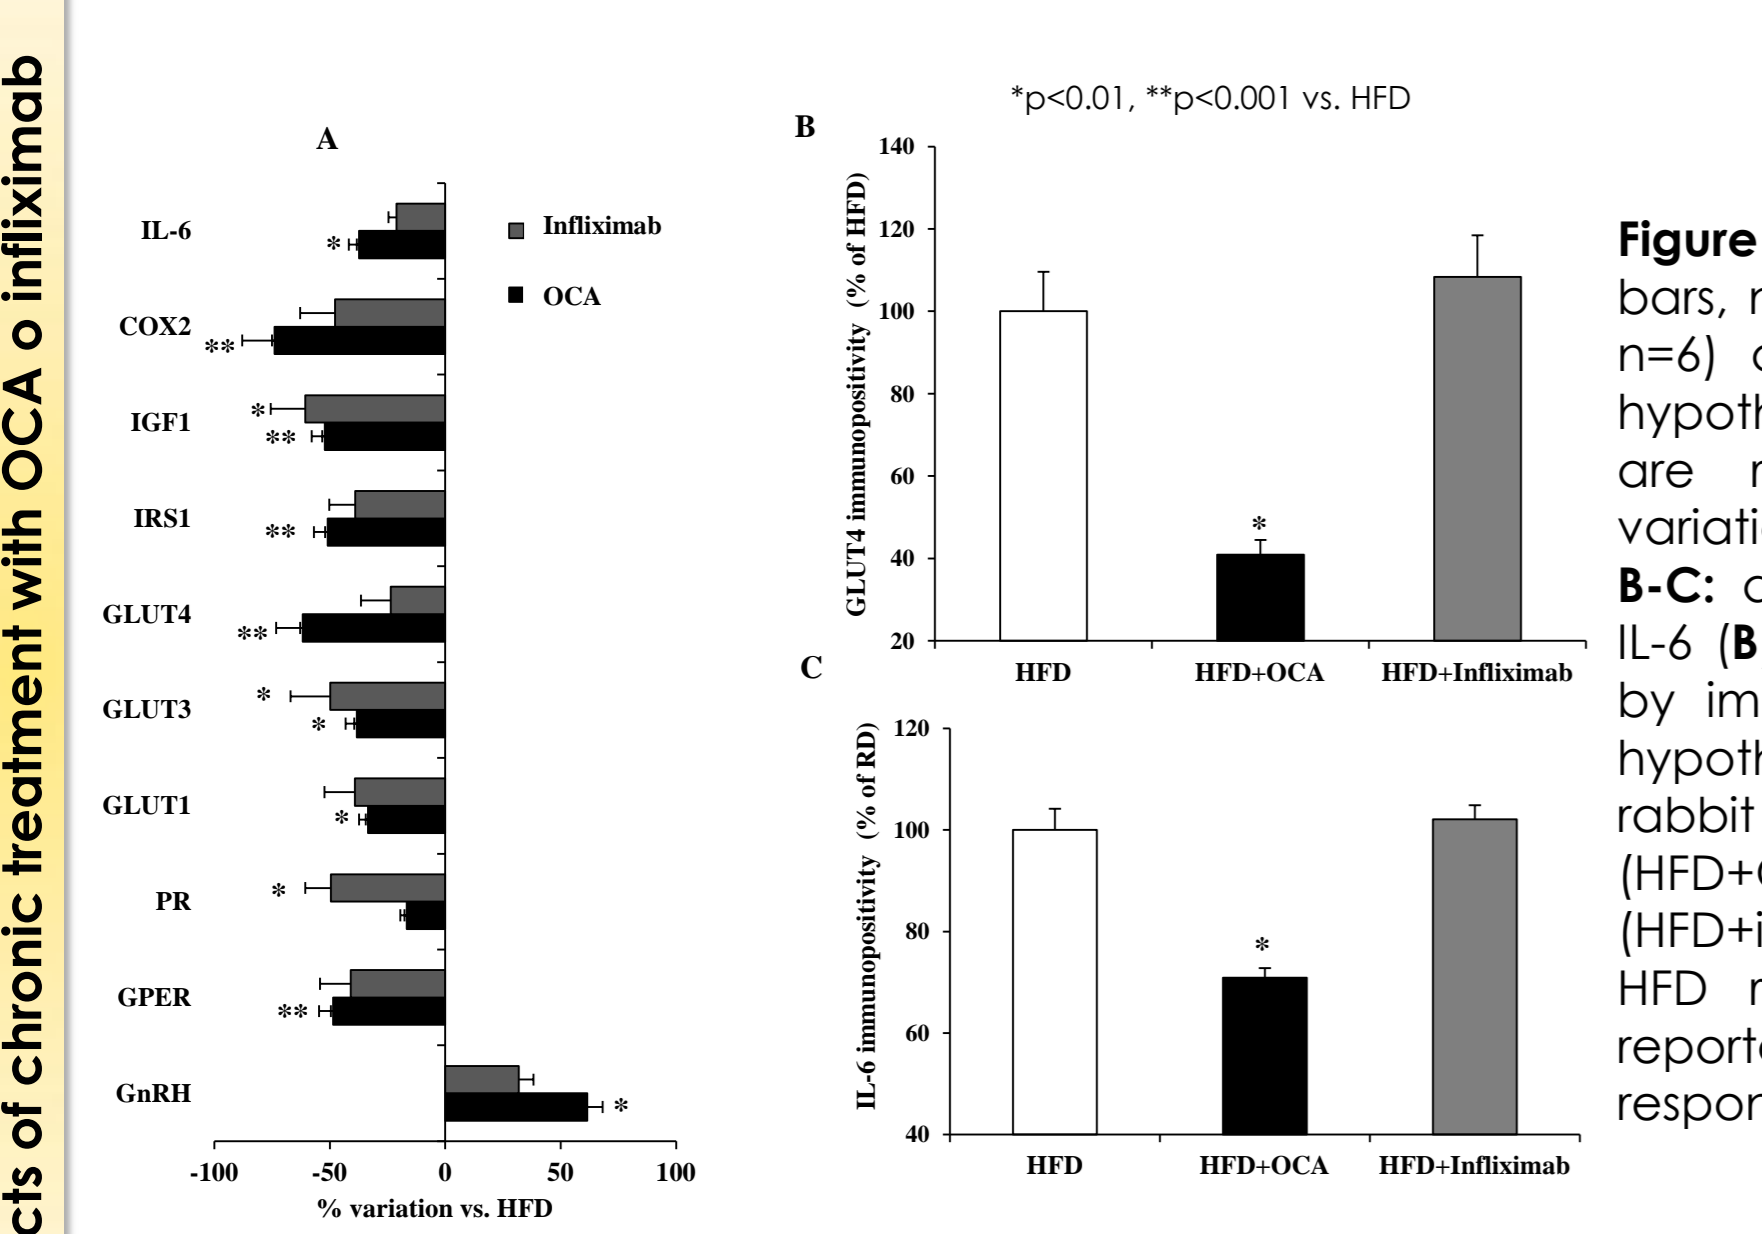 cts of chronic treatment with OCA o infliximab
*p<0.01, **p<0.001 vs. HFD
A
IL-6
*
COX2
**
IGF1
*
**
IRS1
**
GLUT4
**
GLUT3
*
*
GLUT1
*
PR
*
GPER
**
GnRH
*
Infliximab
OCA
-100 -50 0 50 100
% variation vs. HFD
B
GLUT4 immunopositivity (% of HFD)
140
120
100
80
60
40
20
*
HFD HFD+OCA HFD+Infliximab
C
IL-6 immunopositivity (% of RD)
120
100
80
60
40
*
HFD HFD+OCA HFD+Infliximab
Figure
bars,
n=6)
hypoth
are
variati
B-C:
IL-6 (B
by im
hypoth
rabbit
(HFD+
(HFD+i
HFD
report
respon